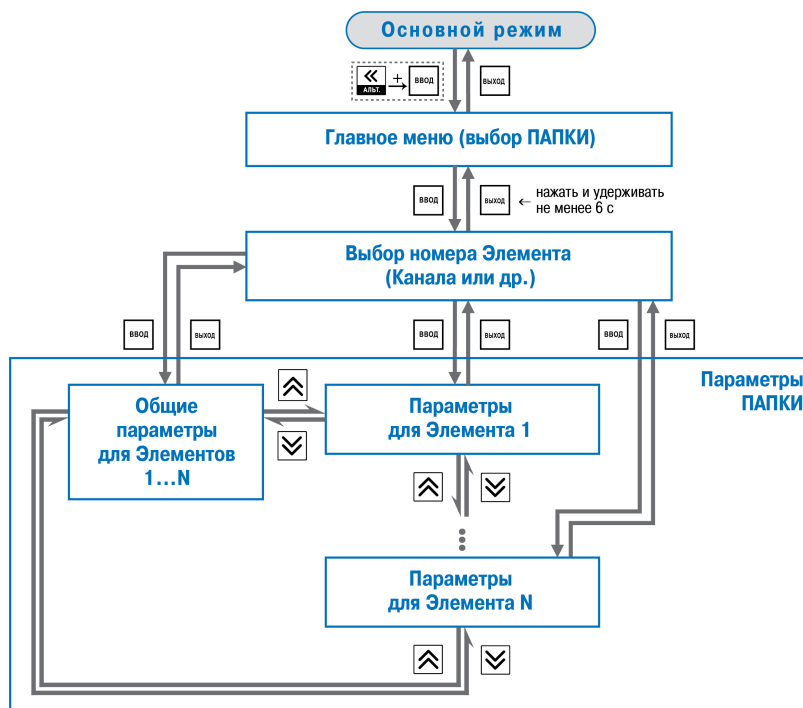 Основной режим
«
АЛЬТ.
+
ВВОД
ВЫХОД
Главное меню (выбор ПАПКИ)
ВВОД
ВЫХОД
← нажать и удерживать
не менее 6 с
Выбор номера Элемента
(Канала или др.)
ВВОД
ВЫХОД
ВВОД
ВЫХОД
ВВОД
ВЫХОД
Параметры
ПАПКИ
Общие
параметры
для Элементов
1...N
Параметры
для Элемента 1
Параметры
для Элемента N